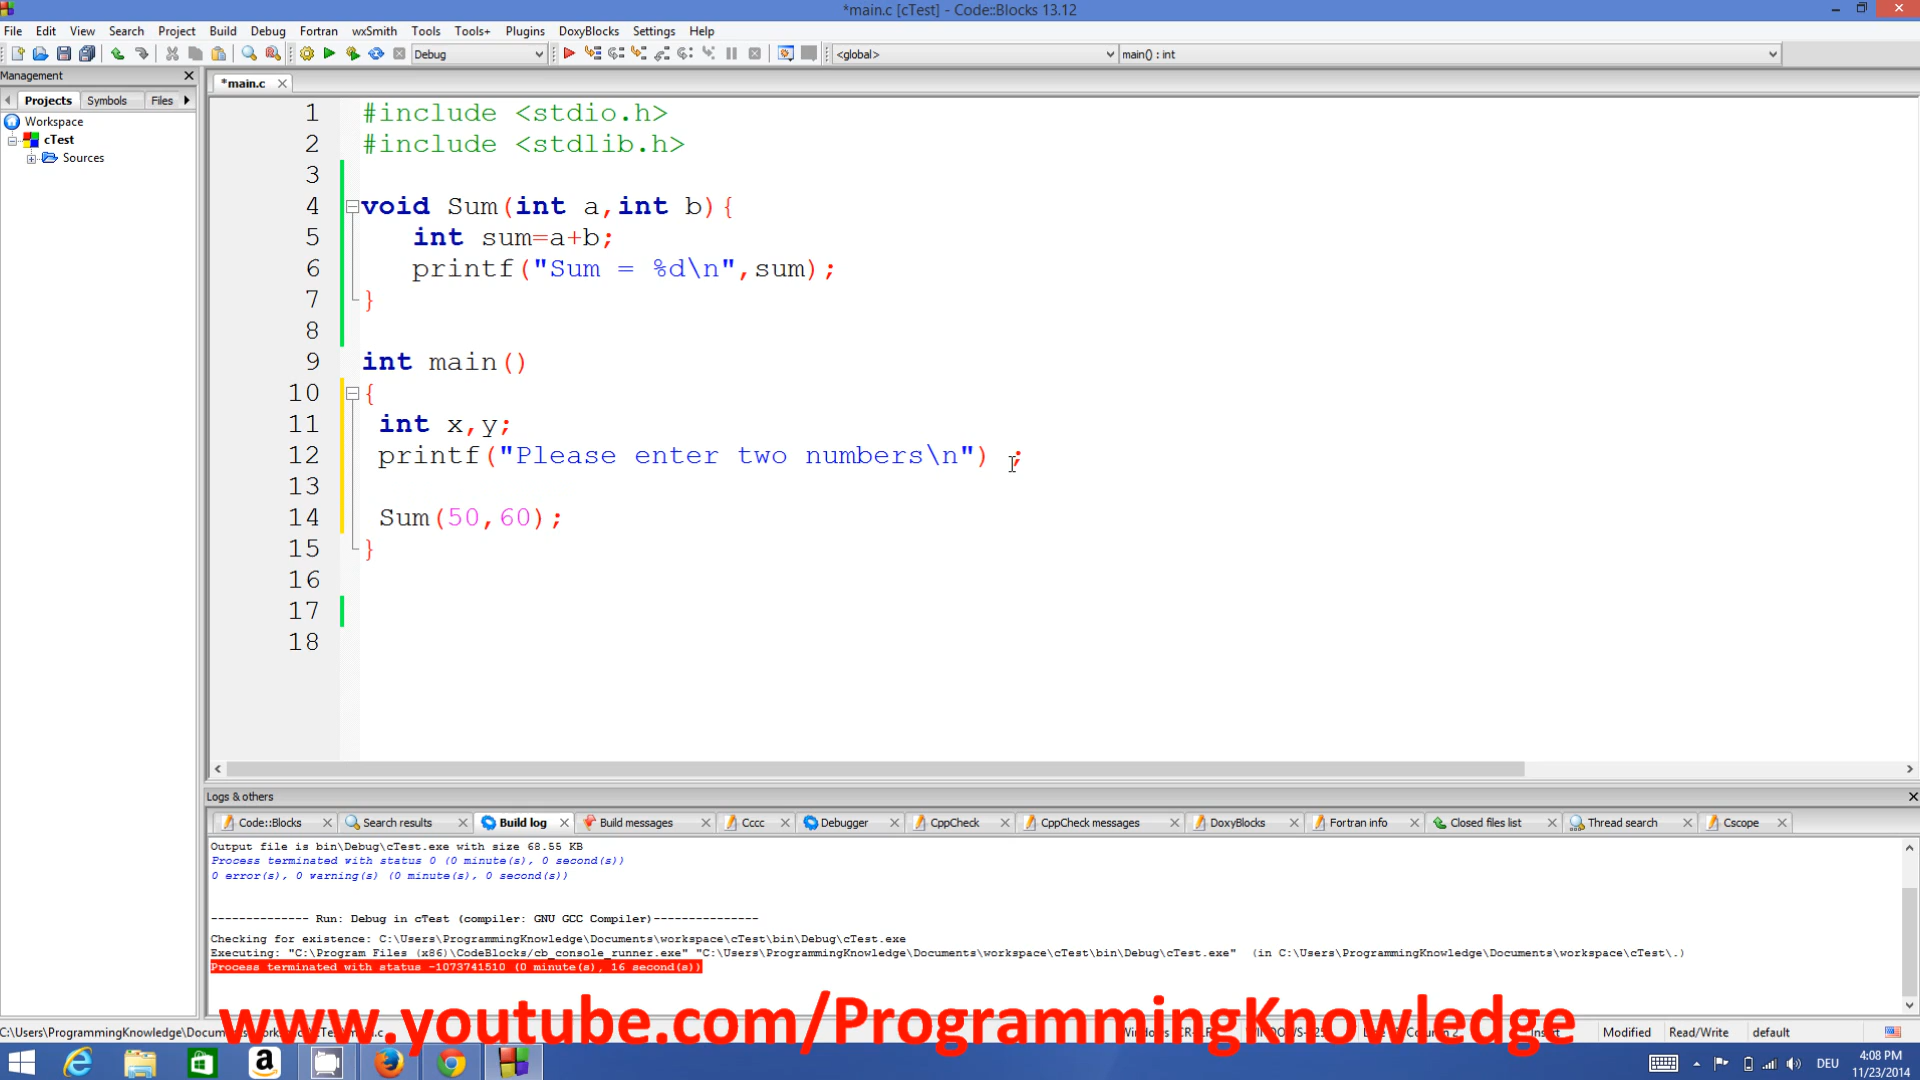 *main.c [cTest] - Code::Blocks 13.12
File Edit View Search Project Build Debug Fortran wxSmith Tools Tools+ Plugins DoxyBlocks Settings Help
Debug <global> main() : int
Management
*main.c
Projects Symbols Files
Workspace
cTest
Sources
1 #include <stdio.h>
2 #include <stdlib.h>
3
4 void Sum(int a,int b){
5 int sum=a+b;
6 printf("Sum = %d\n",sum);
7 }
8
9 int main()
10 {
11 int x,y;
12 printf("Please enter two numbers\n") ;
13
14 Sum(50,60);
15 }
16
17
18
Logs & others
Code::Blocks Search results Build log Build messages Cccc Debugger CppCheck CppCheck messages DoxyBlocks Fortran info Closed files list Thread search Cscope
Output file is bin\Debug\cTest.exe with size 68.55 KB
Process terminated with status 0 (0 minute(s), 0 second(s))
0 error(s), 0 warning(s) (0 minute(s), 0 second(s))
-------------- Run: Debug in cTest (compiler: GNU GCC Compiler)---------------
Checking for existence: C:\Users\ProgrammingKnowledge\Documents\workspace\cTest\bin\Debug\cTest.exe
Executing: "C:\Program Files (x86)\CodeBlocks/cb_console_runner.exe" "C:\Users\ProgrammingKnowledge\Documents\workspace\cTest\bin\Debug\cTest.exe" (in C:\Users\ProgrammingKnowledge\Documents\workspace\cTest\.)
Process terminated with status -1073741510 (0 minute(s), 16 second(s))
www.youtube.com/ProgrammingKnowledge
Insert Modified Read/Write default
DEU 4:08 PM
11/23/2014